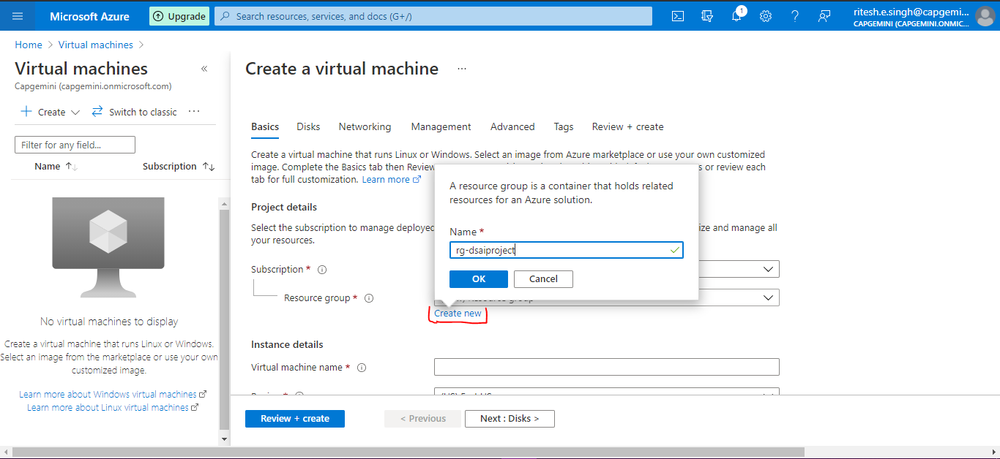 Microsoft Azure
Upgrade
Search resources, services, and docs (G+/)
1
ritesh.e.singh@capgemi...
CAPGEMINI (CAPGEMINI.ONMIC...
Home > Virtual machines >
Virtual machines
«
Capgemini (capgemini.onmicrosoft.com)
+ Create
Switch to classic
...
Filter for any field...
Name ↑↓
Subscription ↑↓
No virtual machines to display
Create a virtual machine that runs Linux or Windows.
Select an image from the marketplace or use your own
customized image.
Learn more about Windows virtual machines
Learn more about Linux virtual machines
Create a virtual machine ...
Basics Disks Networking Management Advanced Tags Review + create
Create a virtual machine that runs Linux or Windows. Select an image from Azure marketplace or use your own customized
image. Complete the Basics tab then Review
s or review each
tab for full customization. Learn more
Project details
Select the subscription to manage deployed
ize and manage all
your resources.
Subscription *
Resource group *
A resource group is a container that holds related
resources for an Azure solution.
Name *
rg-dsaiproject
OK
Cancel
Create new
Instance details
Virtual machine name *
Review + create
< Previous
Next : Disks >